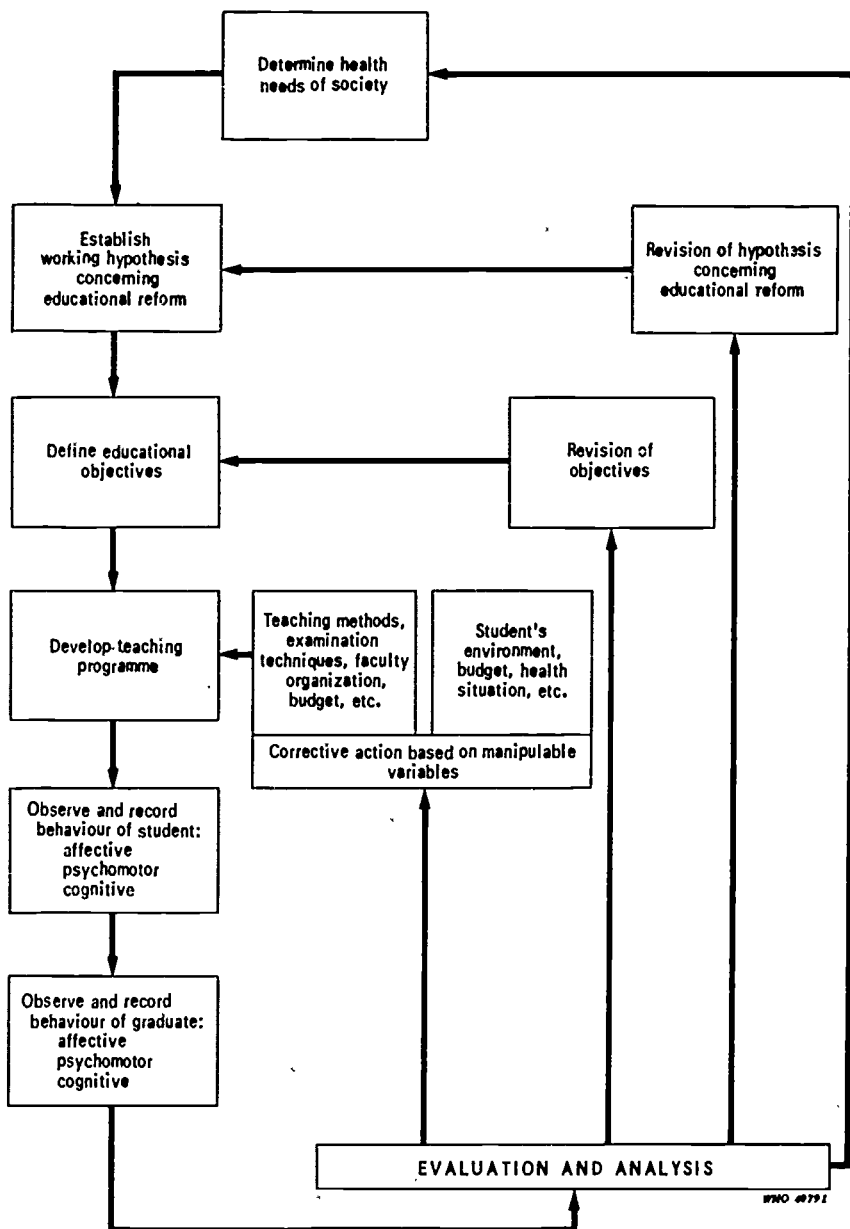 Determine health
needs of society
Establish
working hypothesis
concerning
educational reform
Revision of hypothesis
concerning
educational reform
Define educational
objectives
Revision of
objectives
Develop-teaching
programme
Teaching methods,
examination
techniques, faculty
organization,
budget, etc.
Student's
environment,
budget, health
situation, etc.
Corrective action based on manipulable
variables
Observe and record
behaviour of student:
affective
psychomotor
cognitive
Observe and record
behaviour of graduate:
affective
psychomotor
cognitive
EVALUATION AND ANALYSIS
WHO 49791